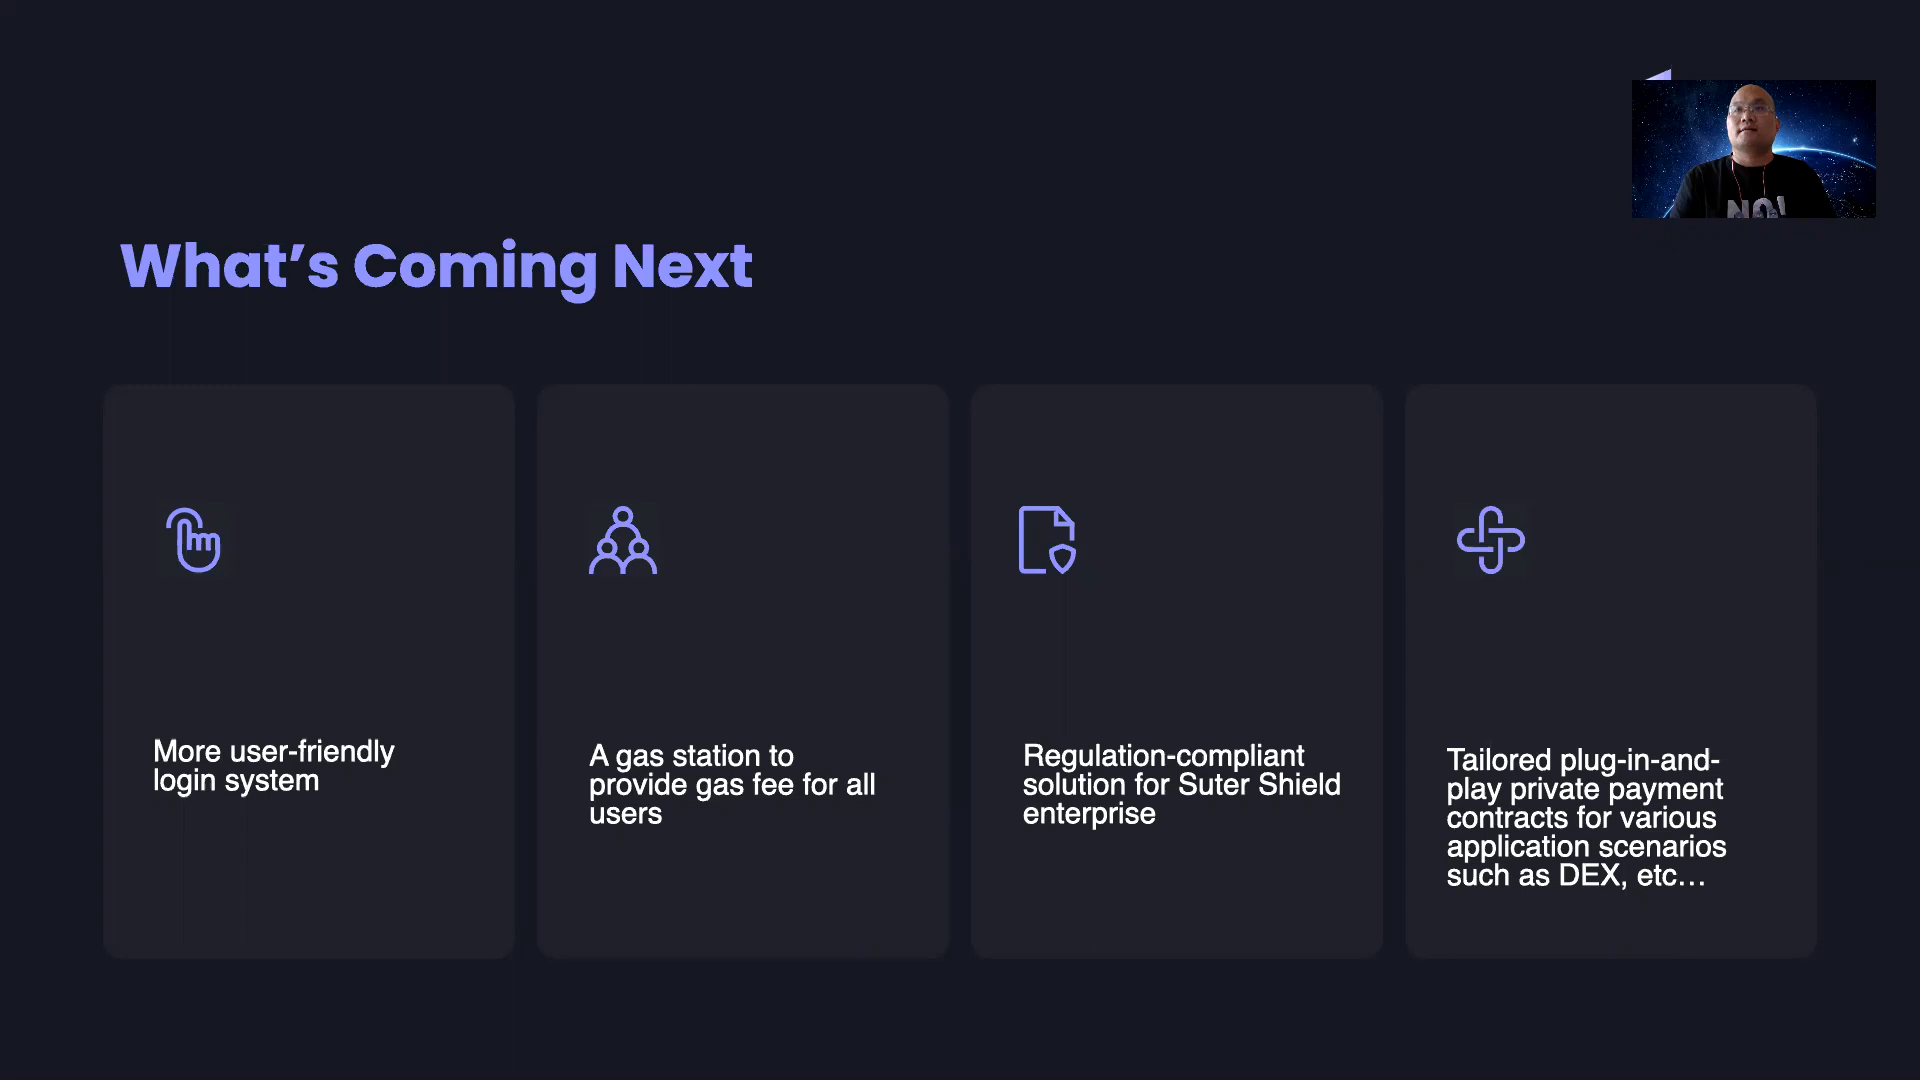 What’s Coming Next
More user-friendly
login system
A gas station to
provide gas fee for all
users
Regulation-compliant
solution for Suter Shield
enterprise
Tailored plug-in-and-
play private payment
contracts for various
application scenarios
such as DEX, etc…